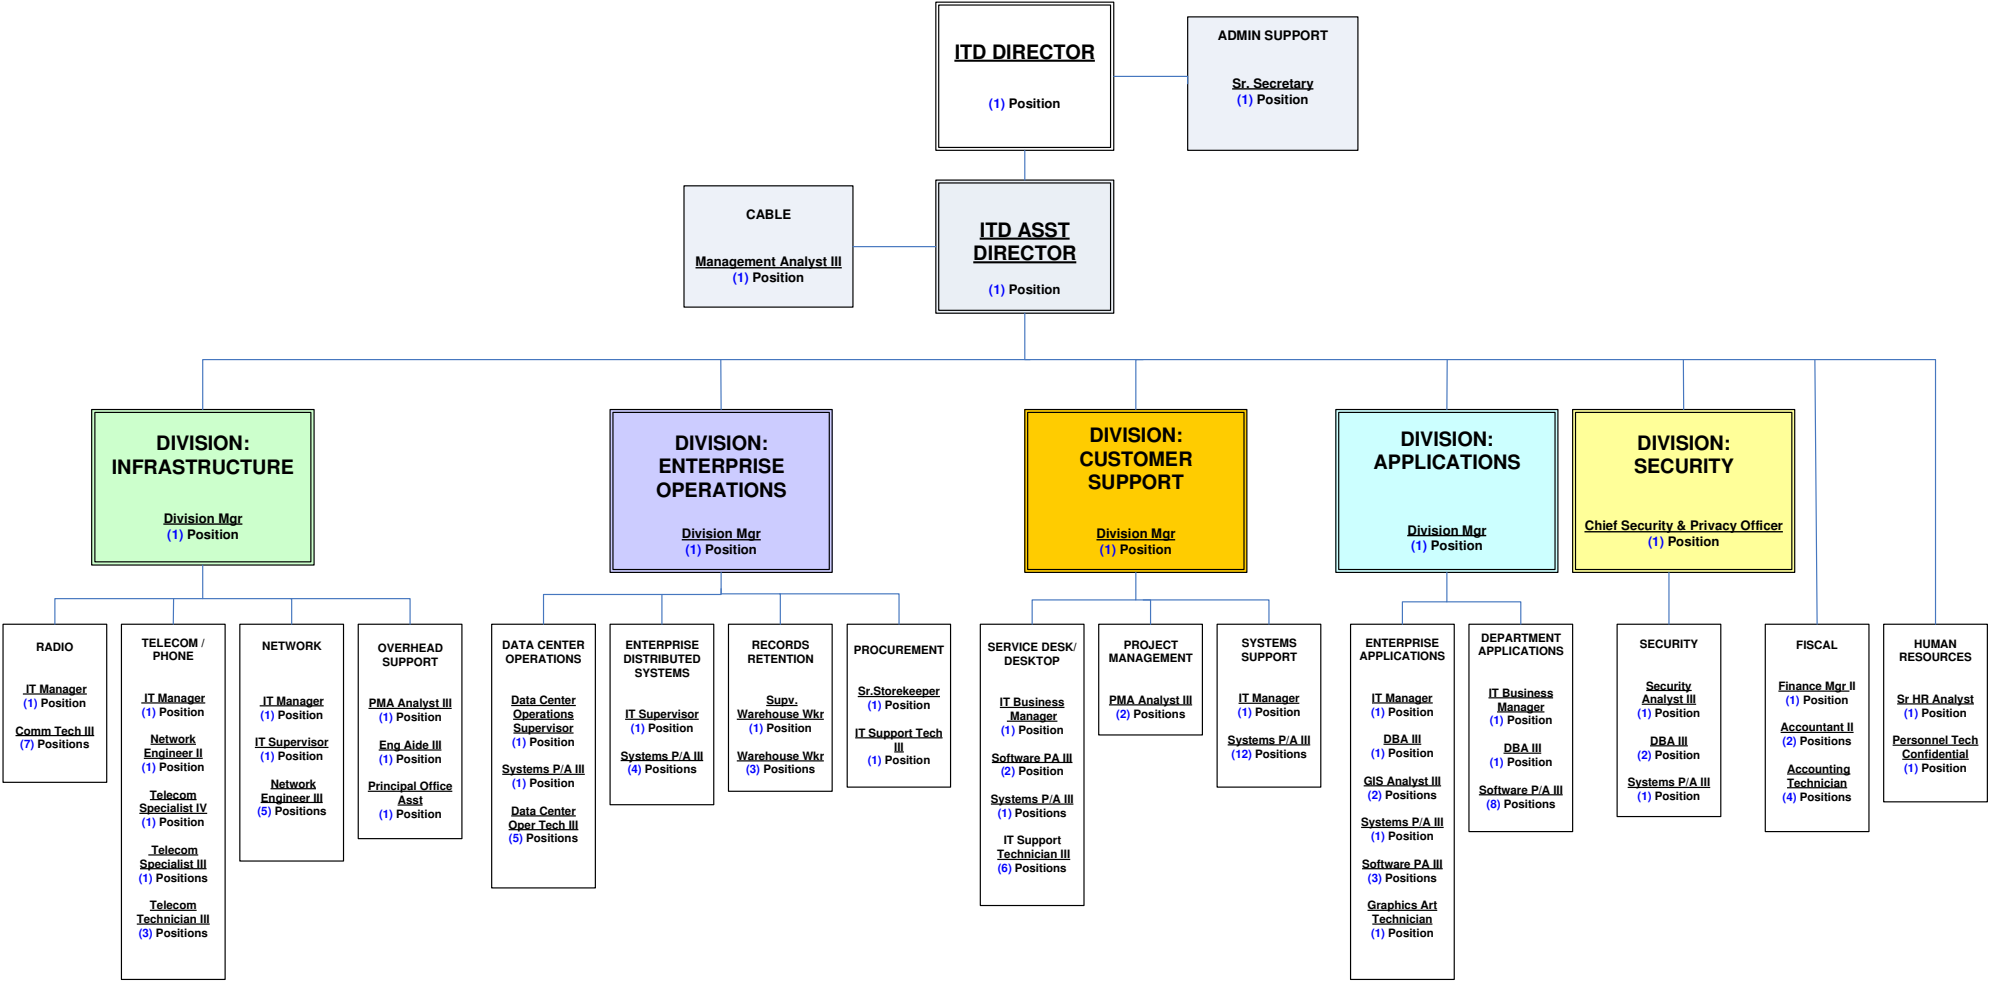 ITD DIRECTOR
(1) Position
ADMIN SUPPORT
Sr. Secretary
(1) Position
CABLE
Management Analyst III
(1) Position
ITD ASST
DIRECTOR
(1) Position
DIVISION:
INFRASTRUCTURE
Division Mgr
(1) Position
DIVISION:
ENTERPRISE
OPERATIONS
Division Mgr
(1) Position
DIVISION:
CUSTOMER
SUPPORT
Division Mgr
(1) Position
DIVISION:
APPLICATIONS
Division Mgr
(1) Position
DIVISION:
SECURITY
Chief Security & Privacy Officer
(1) Position
RADIO
IT Manager
(1) Position
Comm Tech III
(7) Positions
TELECOM /
PHONE
IT Manager
(1) Position
Network
Engineer II
(1) Position
Telecom
Specialist IV
(1) Position
Telecom
Specialist III
(1) Positions
Telecom
Technician III
(3) Positions
NETWORK
IT Manager
(1) Position
IT Supervisor
(1) Position
Network
Engineer III
(5) Positions
OVERHEAD
SUPPORT
PMA Analyst III
(1) Position
Eng Aide III
(1) Position
Principal Office
Asst
(1) Position
DATA CENTER
OPERATIONS
Data Center
Operations
Supervisor
(1) Position
Systems P/A III
(1) Position
Data Center
Oper Tech III
(5) Positions
ENTERPRISE
DISTRIBUTED
SYSTEMS
IT Supervisor
(1) Position
Systems P/A III
(4) Positions
RECORDS
RETENTION
Supv.
Warehouse Wkr
(1) Position
Warehouse Wkr
(3) Positions
PROCUREMENT
Sr.Storekeeper
(1) Position
IT Support Tech
III
(1) Position
SERVICE DESK/
DESKTOP
IT Business
Manager
(1) Position
Software PA III
(2) Position
Systems P/A III
(1) Positions
IT Support
Technician III
(6) Positions
PROJECT
MANAGEMENT
PMA Analyst III
(2) Positions
SYSTEMS
SUPPORT
IT Manager
(1) Position
Systems P/A III
(12) Positions
ENTERPRISE
APPLICATIONS
IT Manager
(1) Position
DBA III
(1) Position
GIS Analyst III
(2) Positions
Systems P/A III
(1) Position
Software PA III
(3) Positions
Graphics Art
Technician
(1) Position
DEPARTMENT
APPLICATIONS
IT Business
Manager
(1) Position
DBA III
(1) Position
Software P/A III
(8) Positions
SECURITY
Security
Analyst III
(1) Position
DBA III
(2) Position
Systems P/A III
(1) Position
FISCAL
Finance Mgr II
(1) Position
Accountant II
(2) Positions
Accounting
Technician
(4) Positions
HUMAN
RESOURCES
Sr HR Analyst
(1) Position
Personnel Tech
Confidential
(1) Position